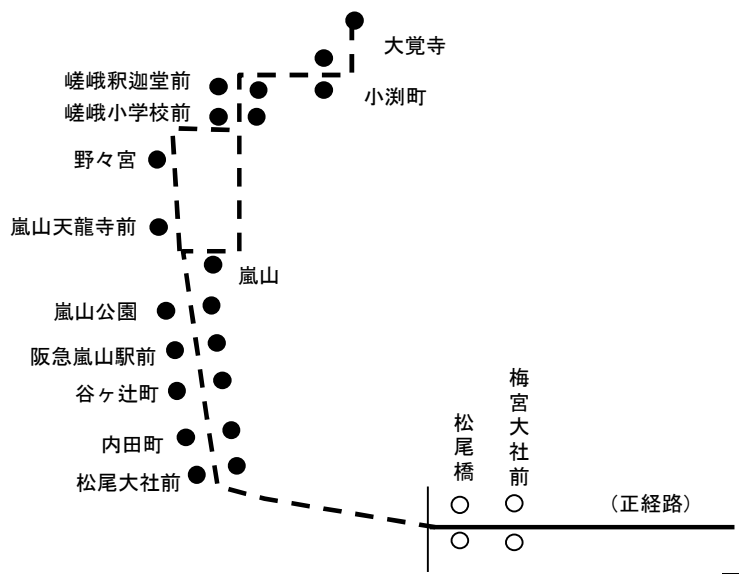 大覚寺
嵯峨釈迦堂前
小渕町
嵯峨小学校前
野々宮
嵐山天龍寺前
嵐山
嵐山公園
阪急嵐山駅前
谷ヶ辻町
内田町
松尾大社前
松尾橋
梅宮大社前
（正経路）